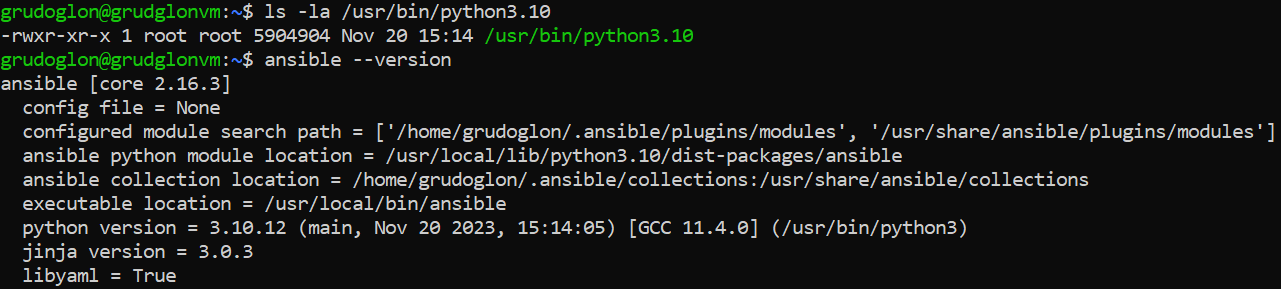 grudoglon@grudglonvm:~$ ls -la /usr/bin/python3.10
-rwxr-xr-x 1 root root 5904904 Nov 20 15:14 /usr/bin/python3.10
grudoglon@grudglonvm:~$ ansible --version
ansible [core 2.16.3]
  config file = None
  configured module search path = ['/home/grudoglon/.ansible/plugins/modules', '/usr/share/ansible/plugins/modules']
  ansible python module location = /usr/local/lib/python3.10/dist-packages/ansible
  ansible collection location = /home/grudoglon/.ansible/collections:/usr/share/ansible/collections
  executable location = /usr/local/bin/ansible
  python version = 3.10.12 (main, Nov 20 2023, 15:14:05) [GCC 11.4.0] (/usr/bin/python3)
  jinja version = 3.0.3
  libyaml = True